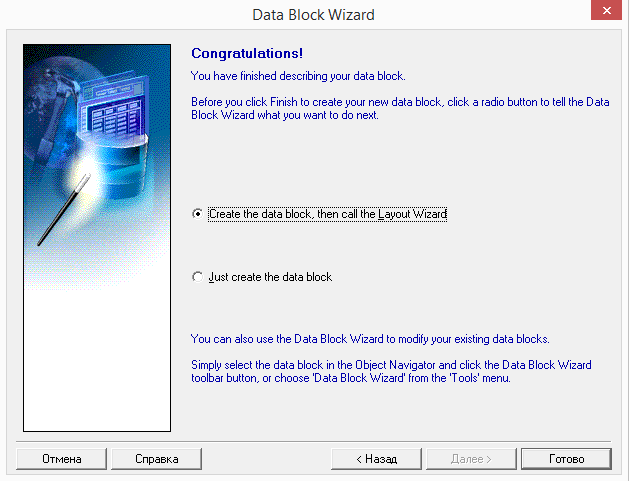 Data Block Wizard
Congratulations!
You have finished describing your data block.
Before you click Finish to create your new data block, click a radio button to tell the Data
Block Wizard what you want to do next.
Create the data block, then call the Layout Wizard
Just create the data block
You can also use the Data Block Wizard to modify your existing data blocks.
Simply select the data block in the Object Navigator and click the Data Block Wizard
toolbar button, or choose 'Data Block Wizard' from the 'Tools' menu.
Отмена
Справка
< Назад
Далее >
Готово